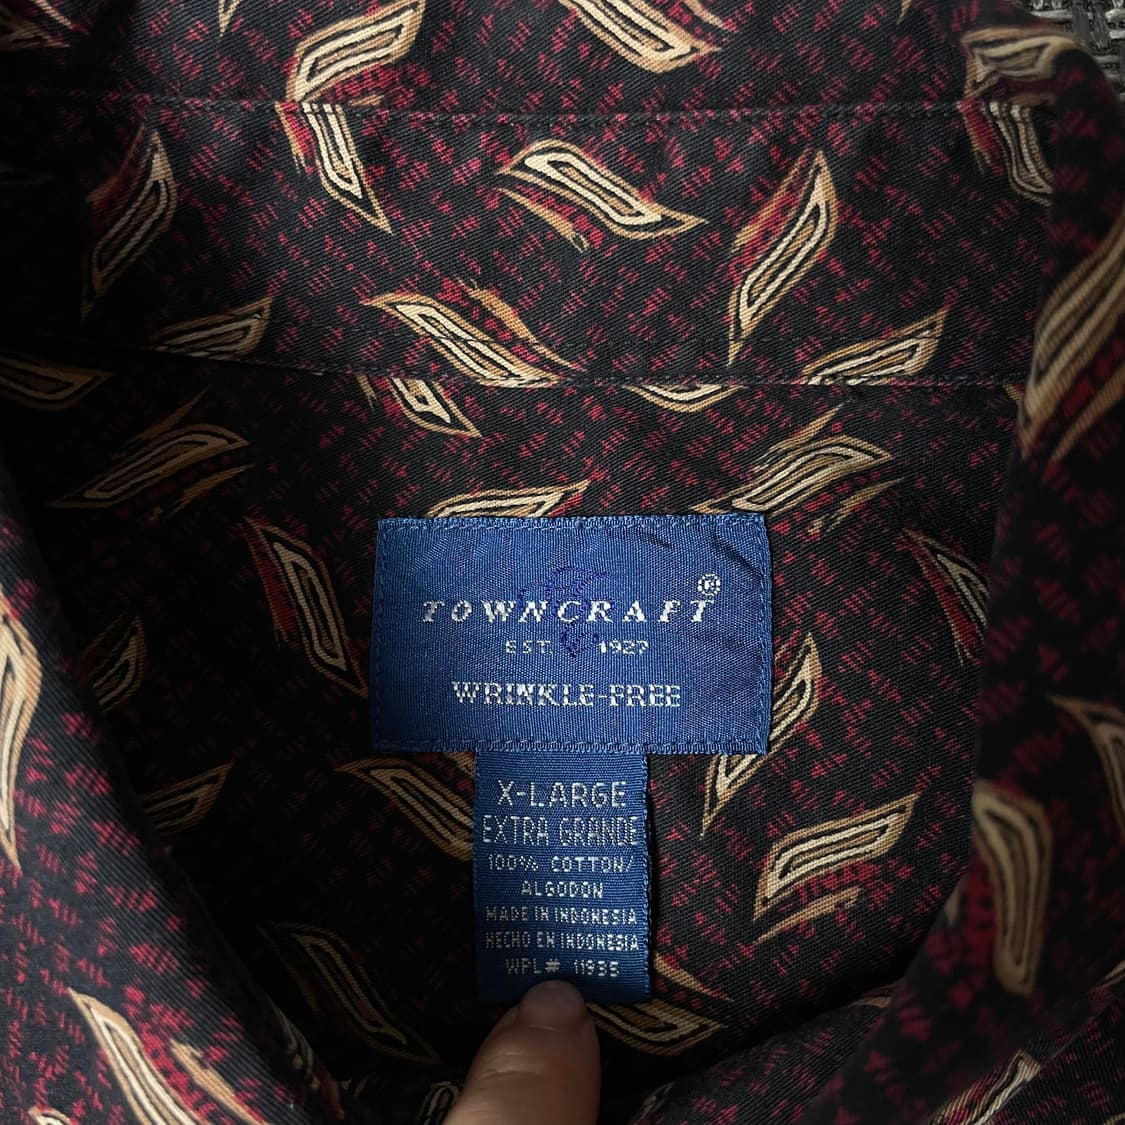 TOWNCRAFT®
EST. 1927
WRINKLE-FREE
X-LARGE
EXTRA GRANDE
100% COTTON/
ALGODON
MADE IN INDONESIA
HECHO EN INDONESIA
WPL# 11935